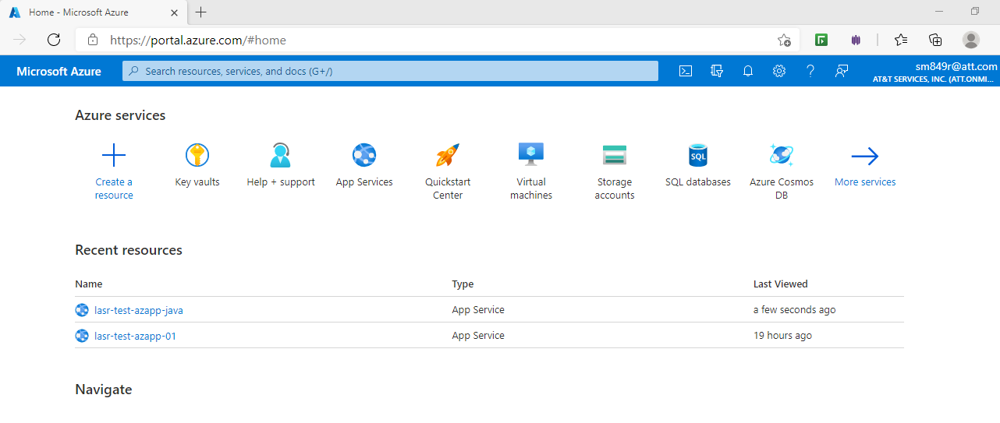 Home - Microsoft Azure
https://portal.azure.com/#home
Microsoft Azure
Search resources, services, and docs (G+/)
sm849r@att.com
AT&T SERVICES, INC. (ATT.ONMI...
Azure services
Create a
resource
Key vaults
Help + support
App Services
Quickstart
Center
Virtual
machines
Storage
accounts
SQL
SQL databases
Azure Cosmos
DB
More services
Recent resources
Name Type Last Viewed
lasr-test-azapp-java App Service a few seconds ago
lasr-test-azapp-01 App Service 19 hours ago
Navigate